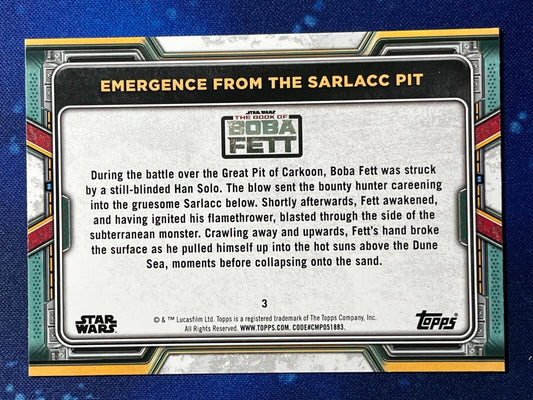 EMERGENCE FROM THE SARLACC PIT
STAR WARS
THE BOOK OF
BOBA
FETT
During the battle over the Great Pit of Carkoon, Boba Fett was struck
by a still-blinded Han Solo. The blow sent the bounty hunter careening
into the gruesome Sarlacc below. Shortly afterwards, Fett awakened,
and having ignited his flamethrower, blasted through the side of the
subterranean monster. Crawling away and upwards, Fett's hand broke
the surface as he pulled himself up into the hot suns above the Dune
Sea, moments before collapsing onto the sand.
3
STAR
WARS
© & ™ Lucasfilm Ltd. Topps is a registered trademark of The Topps Company, Inc.
All Rights Reserved. WWW.TOPPS.COM. CODE#CMP051883.
Topps